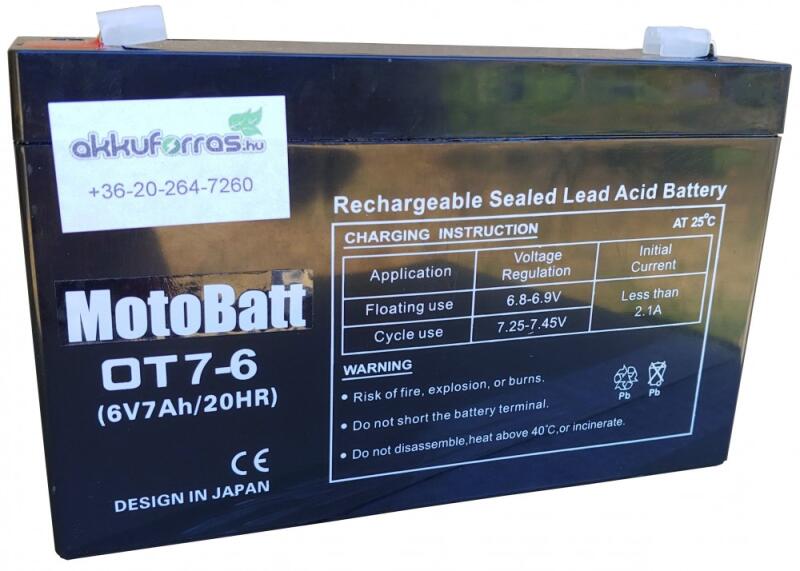 akkuforras.hu
+36-20-264-7260
MotoBatt
OT7-6
(6V7Ah/20HR)
CE
DESIGN IN JAPAN
Rechargeable Sealed Lead Acid Battery
CHARGING INSTRUCTION AT 25°C
Application Voltage Regulation Initial Current
Floating use 6.8-6.9V Less than 2.1A
Cycle use 7.25-7.45V
WARNING
• Risk of fire, explosion, or burns.
• Do not short the battery terminal.
• Do not disassemble,heat above 40°C,or incinerate.
Pb Pb